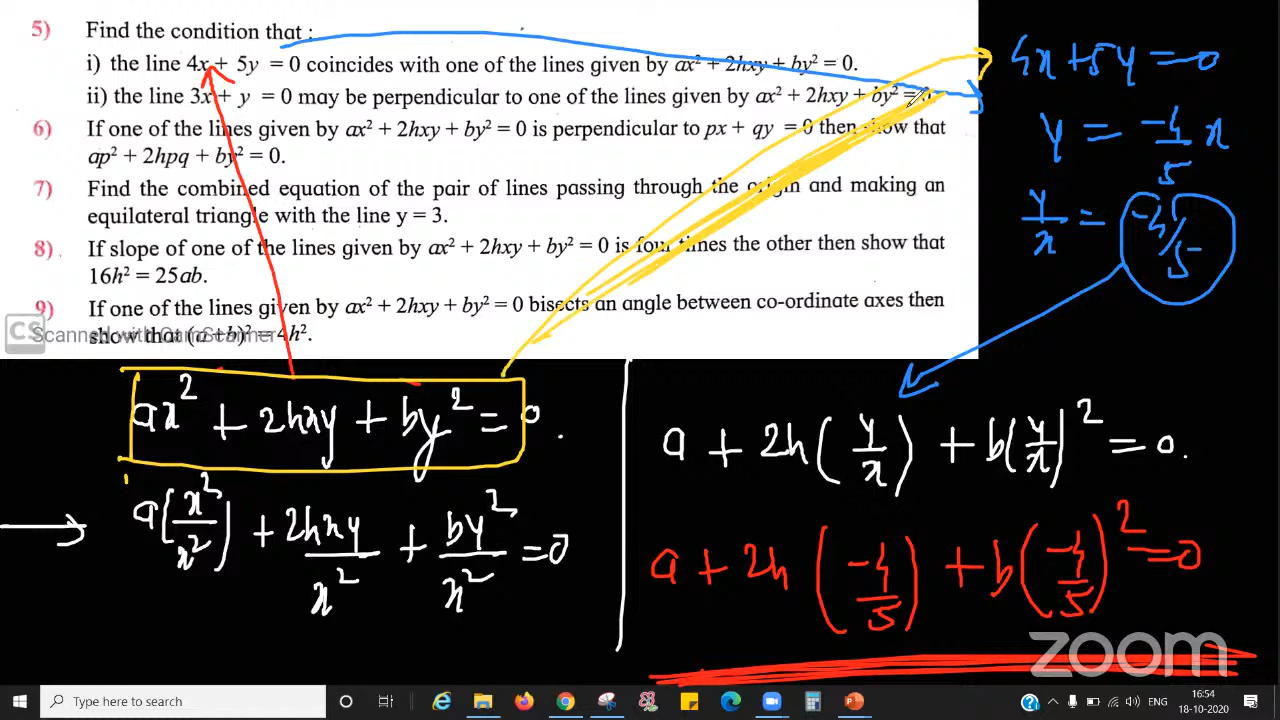 5) Find the condition that :
i) the line 4x + 5y = 0 coincides with one of the lines given by ax² + 2hxy + by² = 0.
ii) the line 3x + y = 0 may be perpendicular to one of the lines given by ax² + 2hxy + by² = 0.
6) If one of the lines given by ax² + 2hxy + by² = 0 is perpendicular to px + qy = 0 then show that
ap² + 2hpq + bq² = 0.
7) Find the combined equation of the pair of lines passing through the origin and making an
equilateral triangle with the line y = 3.
8) If slope of one of the lines given by ax² + 2hxy + by² = 0 is four times the other then show that
16h² = 25ab.
9) If one of the lines given by ax² + 2hxy + by² = 0 bisects an angle between co-ordinate axes then
show that (a + b)² = 4h².
CS Scanned with CamScanner
4x + 5y = 0
y = -4/5 x
y/x = -4/5
ax² + 2hxy + by² = 0.
a(x²/x²) + 2hxy/x² + by²/x² = 0
a + 2h(y/x) + b(y/x)² = 0.
a + 2h(-4/5) + b(-4/5)² = 0
zoom
Type here to search
ENG
16:54
18-10-2020